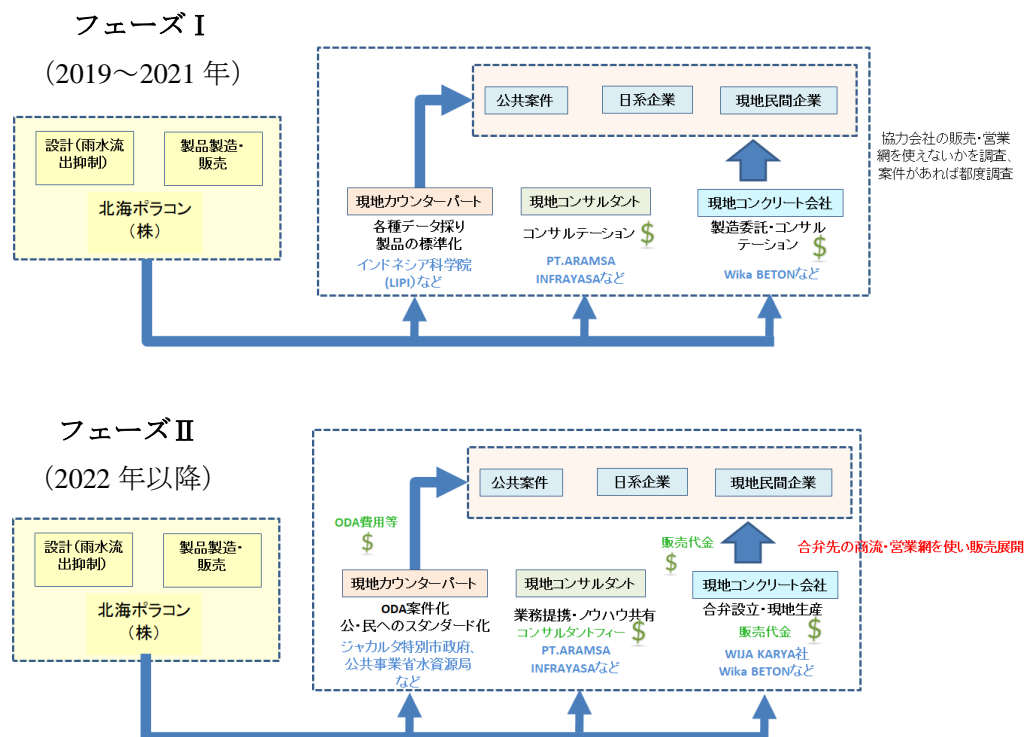 フェーズⅠ
（2019～2021 年）
設計（雨水流
出抑制）
製品製造・
販売
北海ポラコン
（株）
公共案件
日系企業
現地民間企業
協力会社の販売・営業
網を使えないかを調査、
案件があれば都度調査
現地カウンターパート
各種データ採り
製品の標準化
インドネシア科学院
（LIPI）など
現地コンサルタント
コンサルテーション $
PT.ARAMSA
INFRAYASAなど
現地コンクリート会社
製造委託・コンサル
テーション $
Wika BETONなど
フェーズⅡ
（2022 年以降）
設計（雨水流
出抑制）
製品製造・
販売
北海ポラコン
（株）
公共案件
日系企業
現地民間企業
ODA費用等
$
販売代金
$
合弁先の商流・営業網を使い販売展開
現地カウンターパート
ODA案件化
公・民へのスタンダード化
ジャカルタ特別市政府、
公共事業省水資源局
など
現地コンサルタント
業務提携・ノウハウ共有
コンサルタントフィー $
PT.ARAMSA
INFRAYASAなど
現地コンクリート会社
合弁設立・現地生産
販売代金 $
WIJA KARYA社
Wika BETONなど